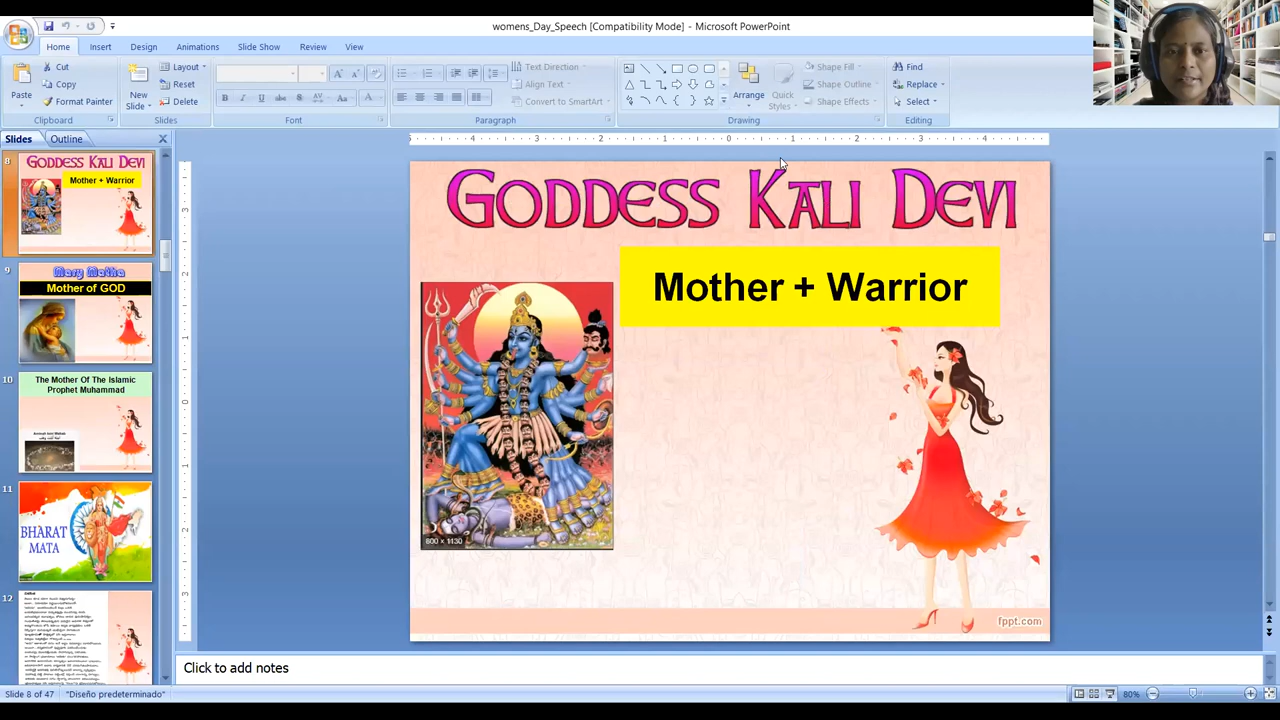 womens_Day_Speech [Compatibility Mode] - Microsoft PowerPoint
Home Insert Design Animations Slide Show Review View
Paste
Cut
Copy
Format Painter
Clipboard
New Slide
Layout
Reset
Delete
Slides
Font
Text Direction
Align Text
Convert to SmartArt
Paragraph
Arrange
Quick Styles
Shape Fill
Shape Outline
Shape Effects
Drawing
Find
Replace
Select
Editing
Slides Outline
8
GODDESS KALI DEVI
Mother + Warrior
9
Mary Matha
Mother of GOD
10
The Mother Of The Islamic
Prophet Muhammad
11
BHARAT
MATA
12
GODDESS KALI DEVI
Mother + Warrior
800 × 1130
fppt.com
Click to add notes
Slide 8 of 47 "Diseño predeterminado" 80%